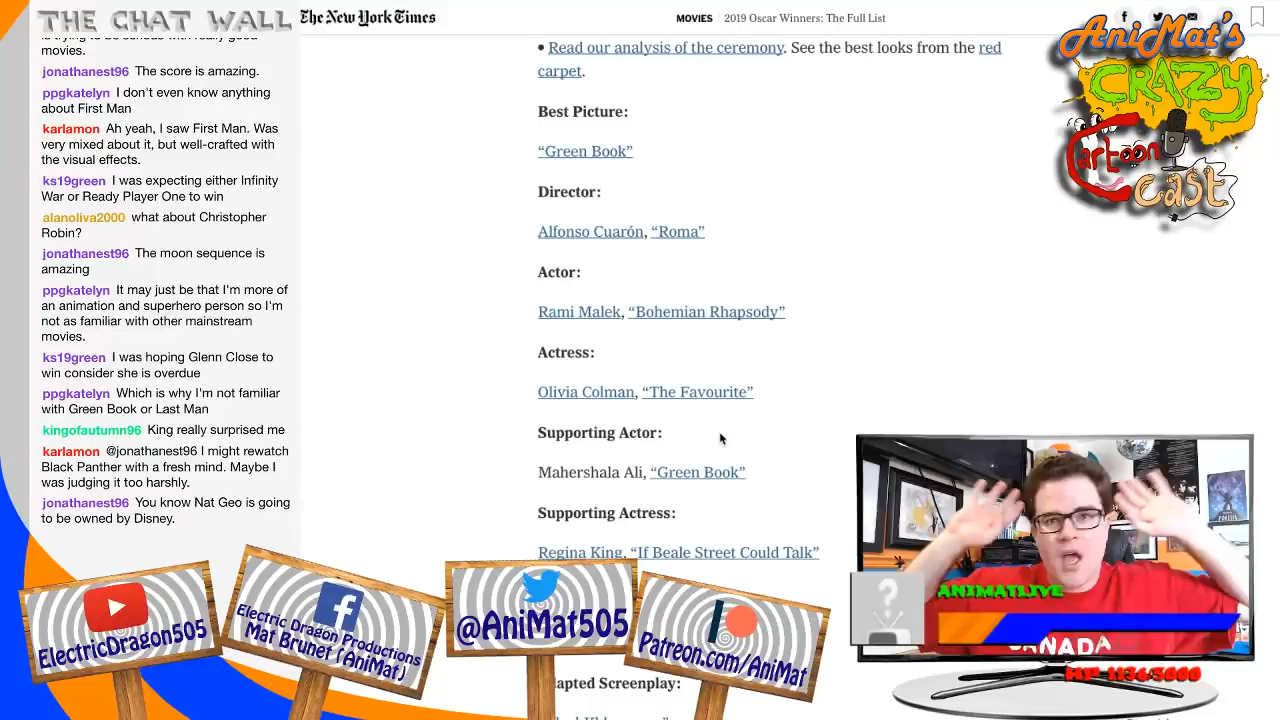 THE CHAT WALL
is trying to be serious with really good
movies.
jonathanest96 The score is amazing.
ppgkatelyn I don't even know anything
about First Man
karlamon Ah yeah, I saw First Man. Was
very mixed about it, but well-crafted with
the visual effects.
ks19green I was expecting either Infinity
War or Ready Player One to win
alanoliva2000 what about Christopher
Robin?
jonathanest96 The moon sequence is
amazing
ppgkatelyn It may just be that I'm more of
an animation and superhero person so I'm
not as familiar with other mainstream
movies.
ks19green I was hoping Glenn Close to
win consider she is overdue
ppgkatelyn Which is why I'm not familiar
with Green Book or Last Man
kingofautumn96 King really surprised me
karlamon @jonathanest96 I might rewatch
Black Panther with a fresh mind. Maybe I
was judging it too harshly.
jonathanest96 You know Nat Geo is going
to be owned by Disney.
The New York Times
MOVIES 2019 Oscar Winners: The Full List
• Read our analysis of the ceremony. See the best looks from the red
carpet.
Best Picture:
“Green Book”
Director:
Alfonso Cuarón, “Roma”
Actor:
Rami Malek, “Bohemian Rhapsody”
Actress:
Olivia Colman, “The Favourite”
Supporting Actor:
Mahershala Ali, “Green Book”
Supporting Actress:
Regina King, “If Beale Street Could Talk”
apted Screenplay:
AniMat's
CRAZY
Cartoon
Cast
ElectricDragon505
Electric Dragon Productions
Mat Brunet (AniMat)
@AniMat505
Patreon.com/AniMat
ANIMATLIVE
CANADA
HP 1136/5000